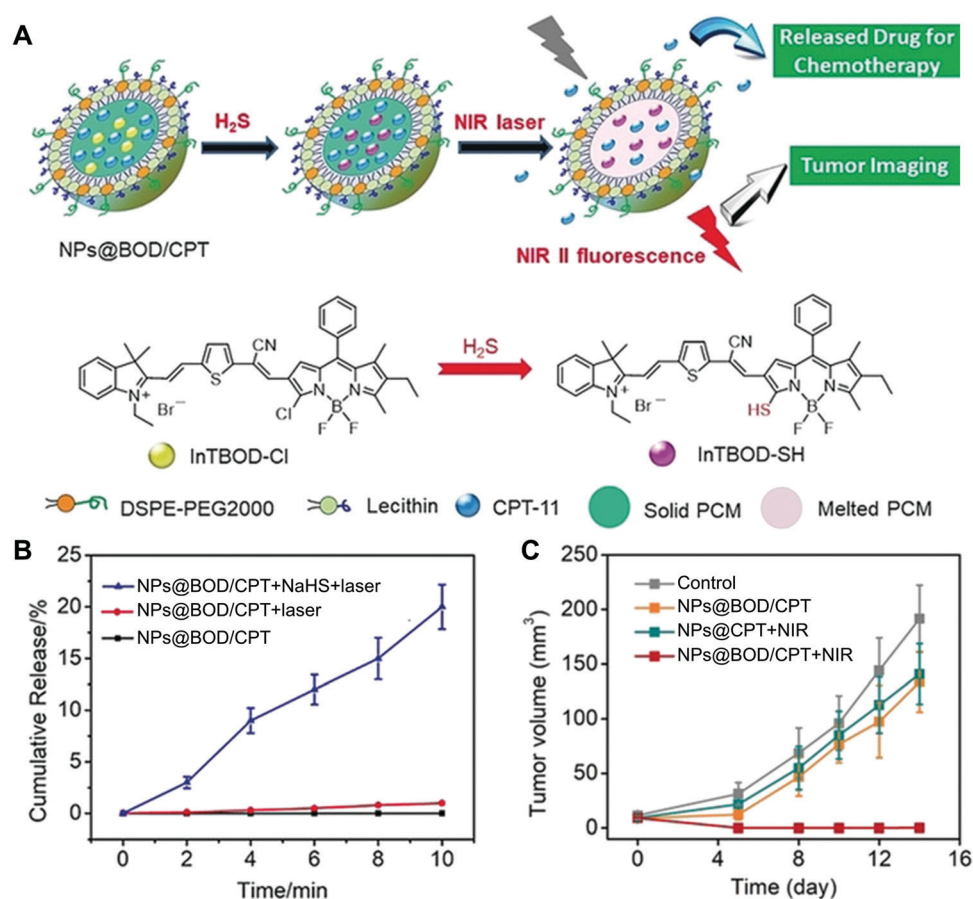 A
H₂S
NIR laser
Released Drug for
Chemotherapy
Tumor Imaging
NPs@BOD/CPT
NIR II fluorescence
CN
S
N
+
Br⁻
Cl
N
N
B
F
F
H₂S
CN
S
N
+
Br⁻
HS
N
N
B
F
F
InTBOD-Cl
InTBOD-SH
DSPE-PEG2000
Lecithin
CPT-11
Solid PCM
Melted PCM
B
Cumulative Release/%
25
20
15
10
5
0
NPs@BOD/CPT+NaHS+laser
NPs@BOD/CPT+laser
NPs@BOD/CPT
0 2 4 6 8 10
Time/min
C
Tumor volume (mm³)
250
200
150
100
50
0
Control
NPs@BOD/CPT
NPs@CPT+NIR
NPs@BOD/CPT+NIR
0 4 8 12 16
Time (day)